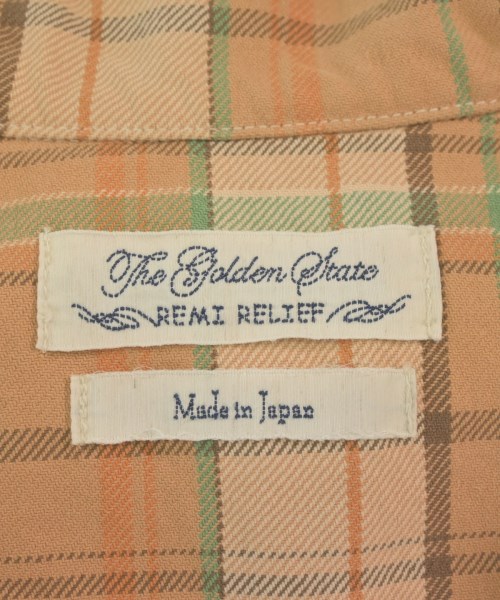 The Golden State
REMI RELIEF
Made in Japan